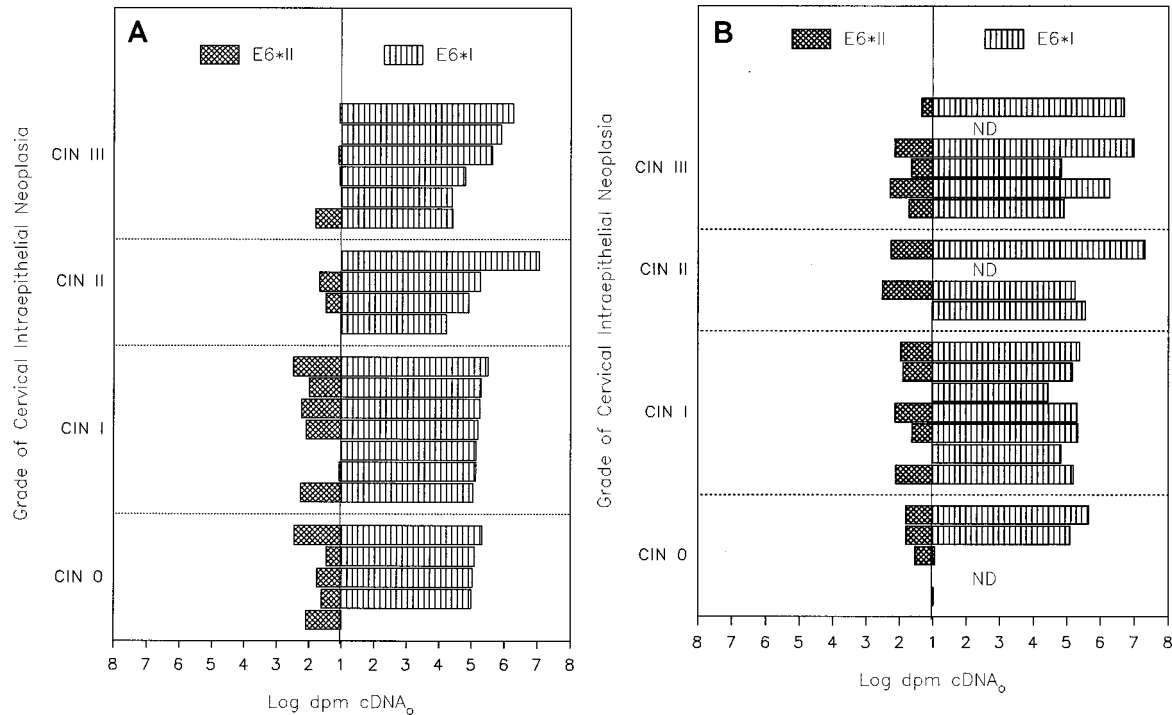 A
E6*II
E6*I
Grade of Cervical Intraepithelial Neoplasia
CIN III
CIN II
CIN I
CIN 0
8 7 6 5 4 3 2 1 2 3 4 5 6 7 8
Log dpm cDNAo
B
E6*II
E6*I
Grade of Cervical Intraepithelial Neoplasia
ND
CIN III
CIN II
ND
CIN I
CIN 0
ND
8 7 6 5 4 3 2 1 2 3 4 5 6 7 8
Log dpm cDNAo